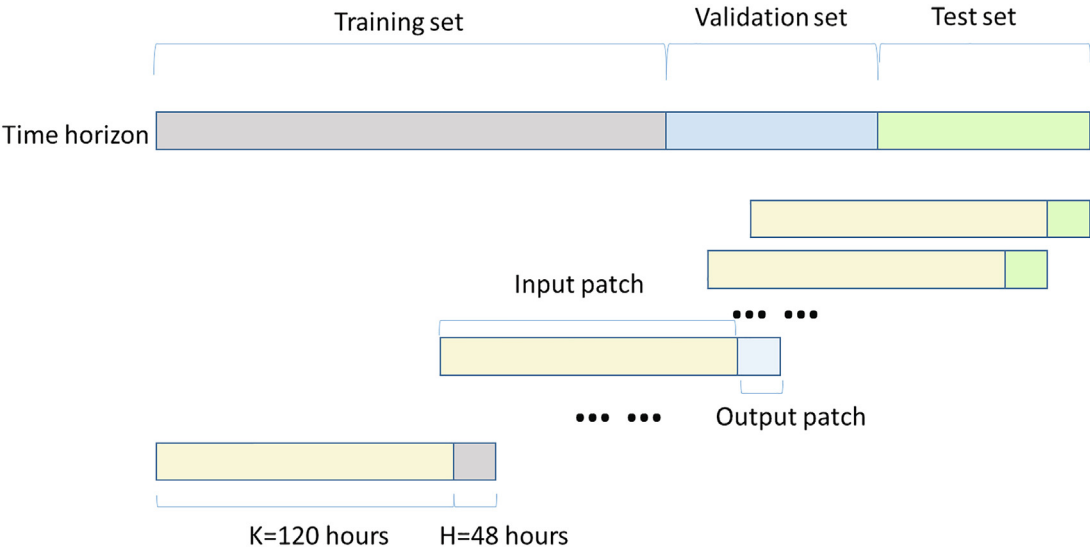 Training set
Validation set
Test set
Time horizon
Input patch
... ...
Output patch
... ...
K=120 hours
H=48 hours